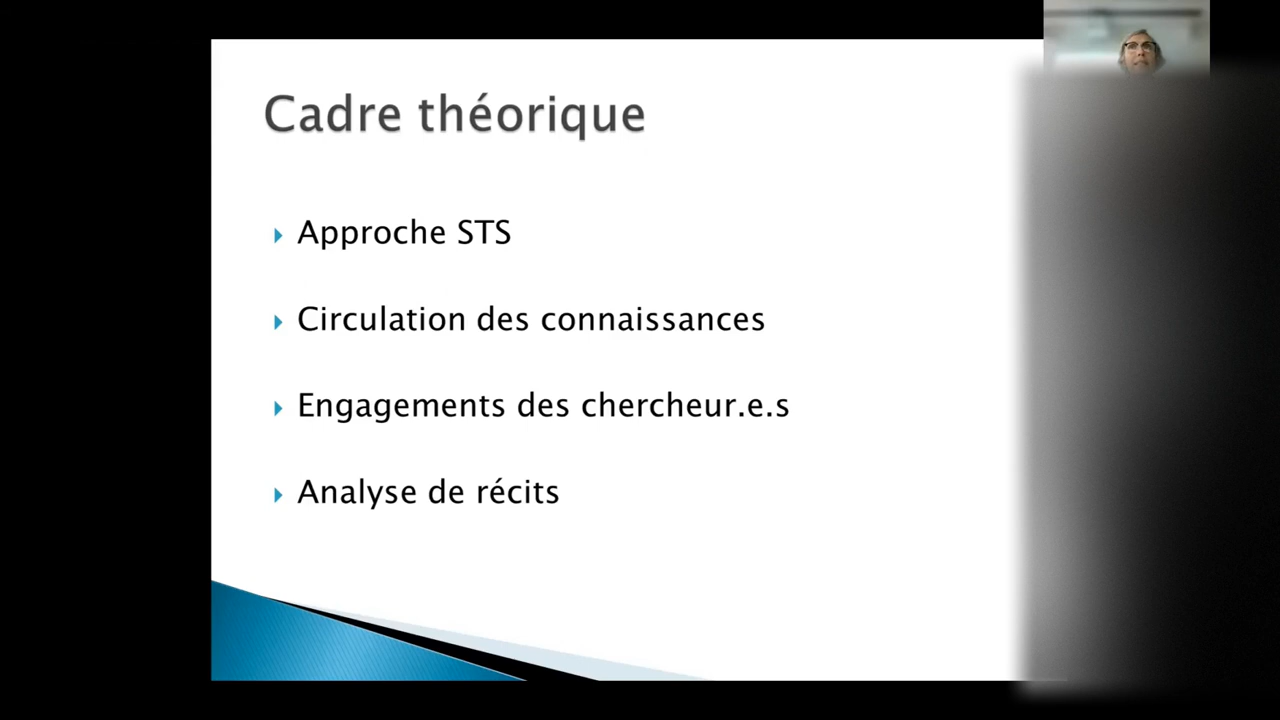 Cadre théorique
Approche STS
Circulation des connaissances
Engagements des chercheur.e.s
Analyse de récits